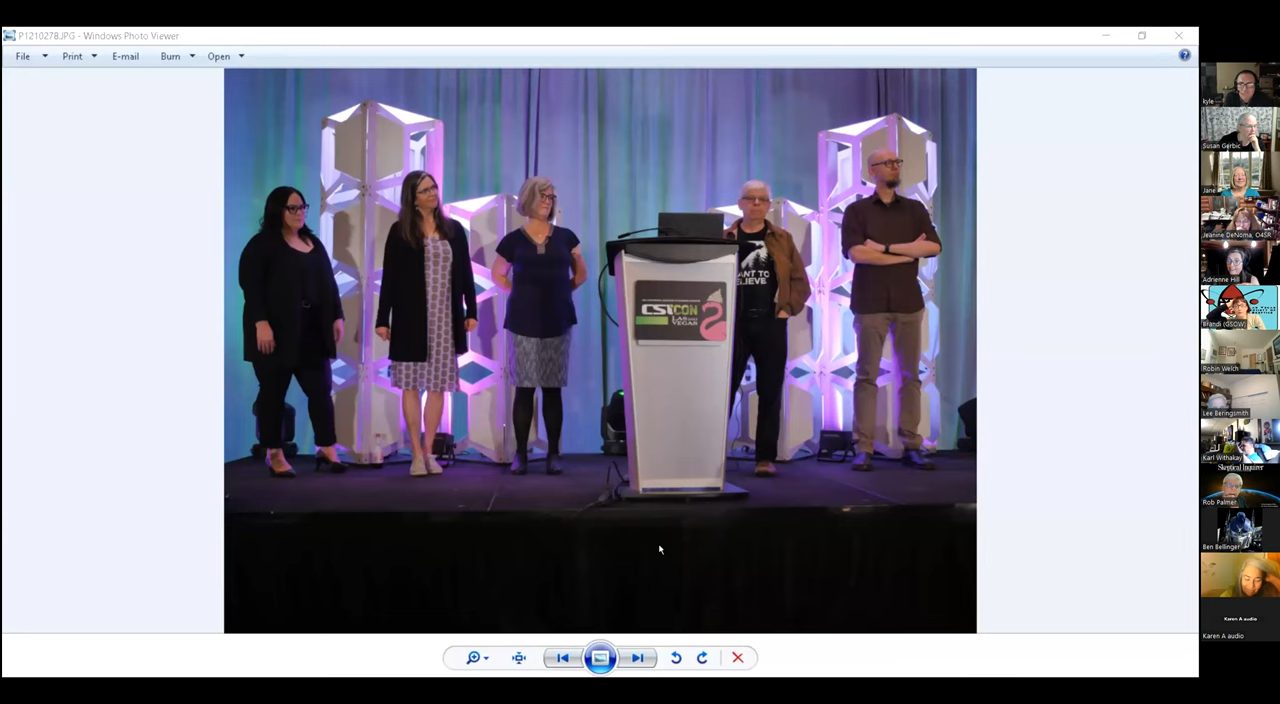 P1210278.JPG - Windows Photo Viewer
File Print E-mail Burn Open
CSICON
LAS VEGAS
ANT TO
ELIEVE
kyle
Susan Gerbic
Jane
Jeanine DeNoma, O4SR
Adrienne Hill
Brandi (GSOW)
Robin Welch
Lee Beringsmith
Karl Withakay
Skeptical Inquirer
Rob Palmer
Ben Bellinger
Karen A audio
Karen A audio